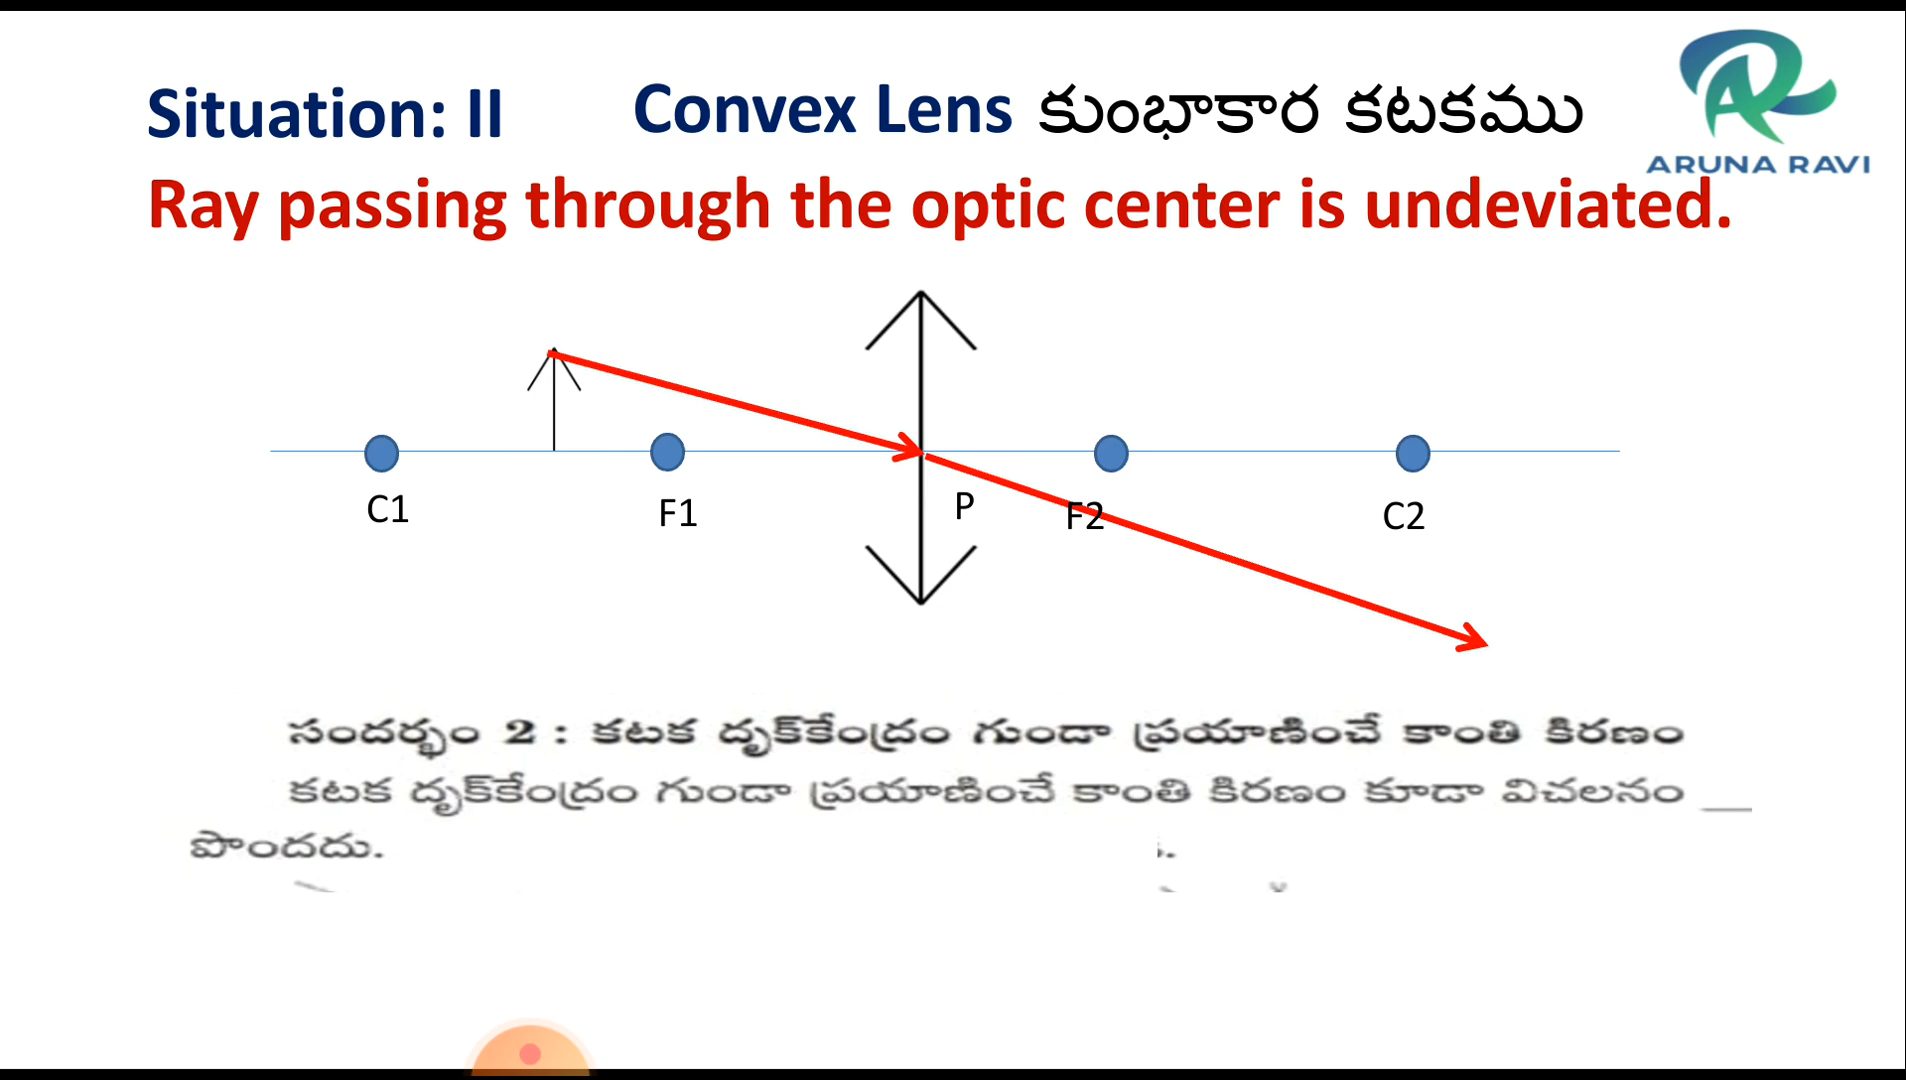 Situation: II Convex Lens కుంభాకార కటకము
ARUNA RAVI
Ray passing through the optic center is undeviated.
C1 F1 P F2 C2
సందర్భం 2 : కటక దృక్‌కేంద్రం గుండా ప్రయాణించే కాంతి కిరణం
కటక దృక్‌కేంద్రం గుండా ప్రయాణించే కాంతి కిరణం కూడా విచలనం
పొందదు.